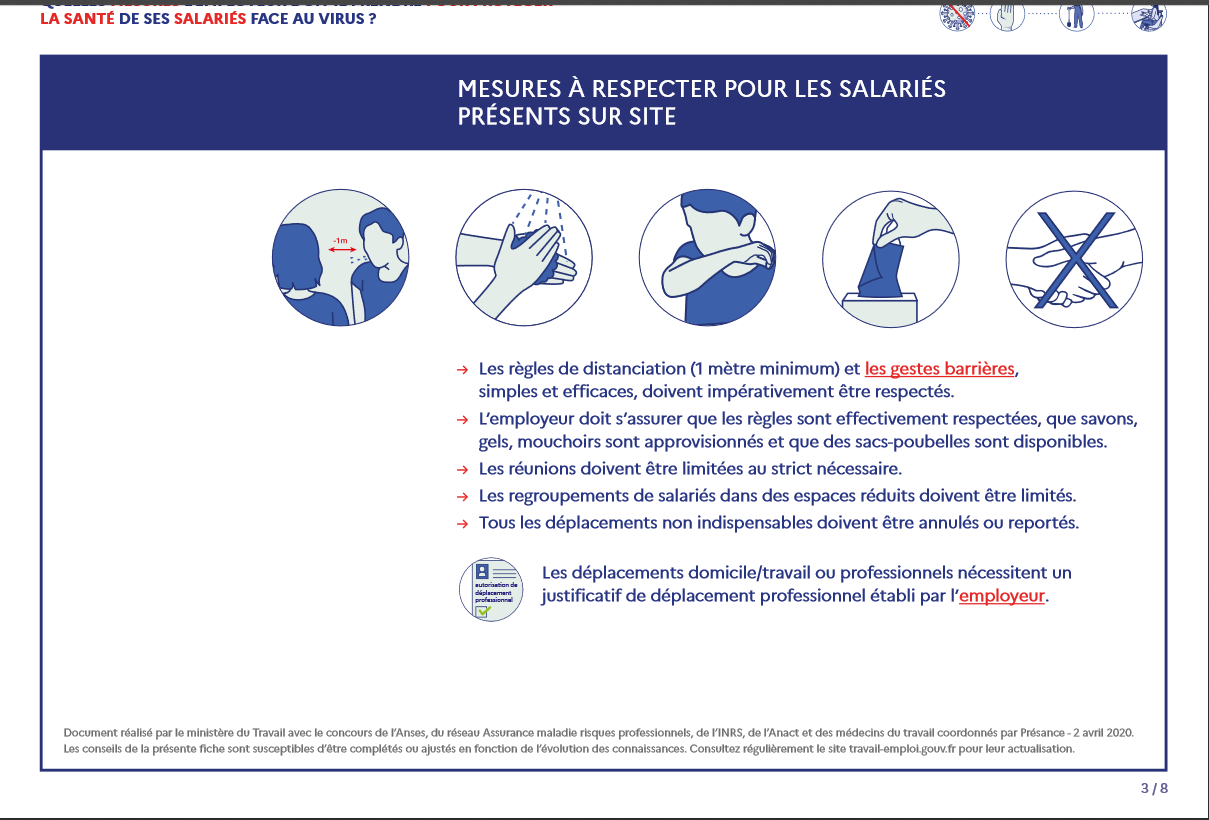 LA SANTÉ DE SES SALARIÉS FACE AU VIRUS ?
MESURES À RESPECTER POUR LES SALARIÉS
PRÉSENTS SUR SITE
-1m
→ Les règles de distanciation (1 mètre minimum) et les gestes barrières,
simples et efficaces, doivent impérativement être respectés.
→ L’employeur doit s’assurer que les règles sont effectivement respectées, que savons,
gels, mouchoirs sont approvisionnés et que des sacs-poubelles sont disponibles.
→ Les réunions doivent être limitées au strict nécessaire.
→ Les regroupements de salariés dans des espaces réduits doivent être limités.
→ Tous les déplacements non indispensables doivent être annulés ou reportés.
autorisation de
déplacement
professionnel
Les déplacements domicile/travail ou professionnels nécessitent un
justificatif de déplacement professionnel établi par l’employeur.
Document réalisé par le ministère du Travail avec le concours de l’Anses, du réseau Assurance maladie risques professionnels, de l’INRS, de l’Anact et des médecins du travail coordonnés par Présance - 2 avril 2020.
Les conseils de la présente fiche sont susceptibles d’être complétés ou ajustés en fonction de l’évolution des connaissances. Consultez régulièrement le site travail-emploi.gouv.fr pour leur actualisation.
3 / 8